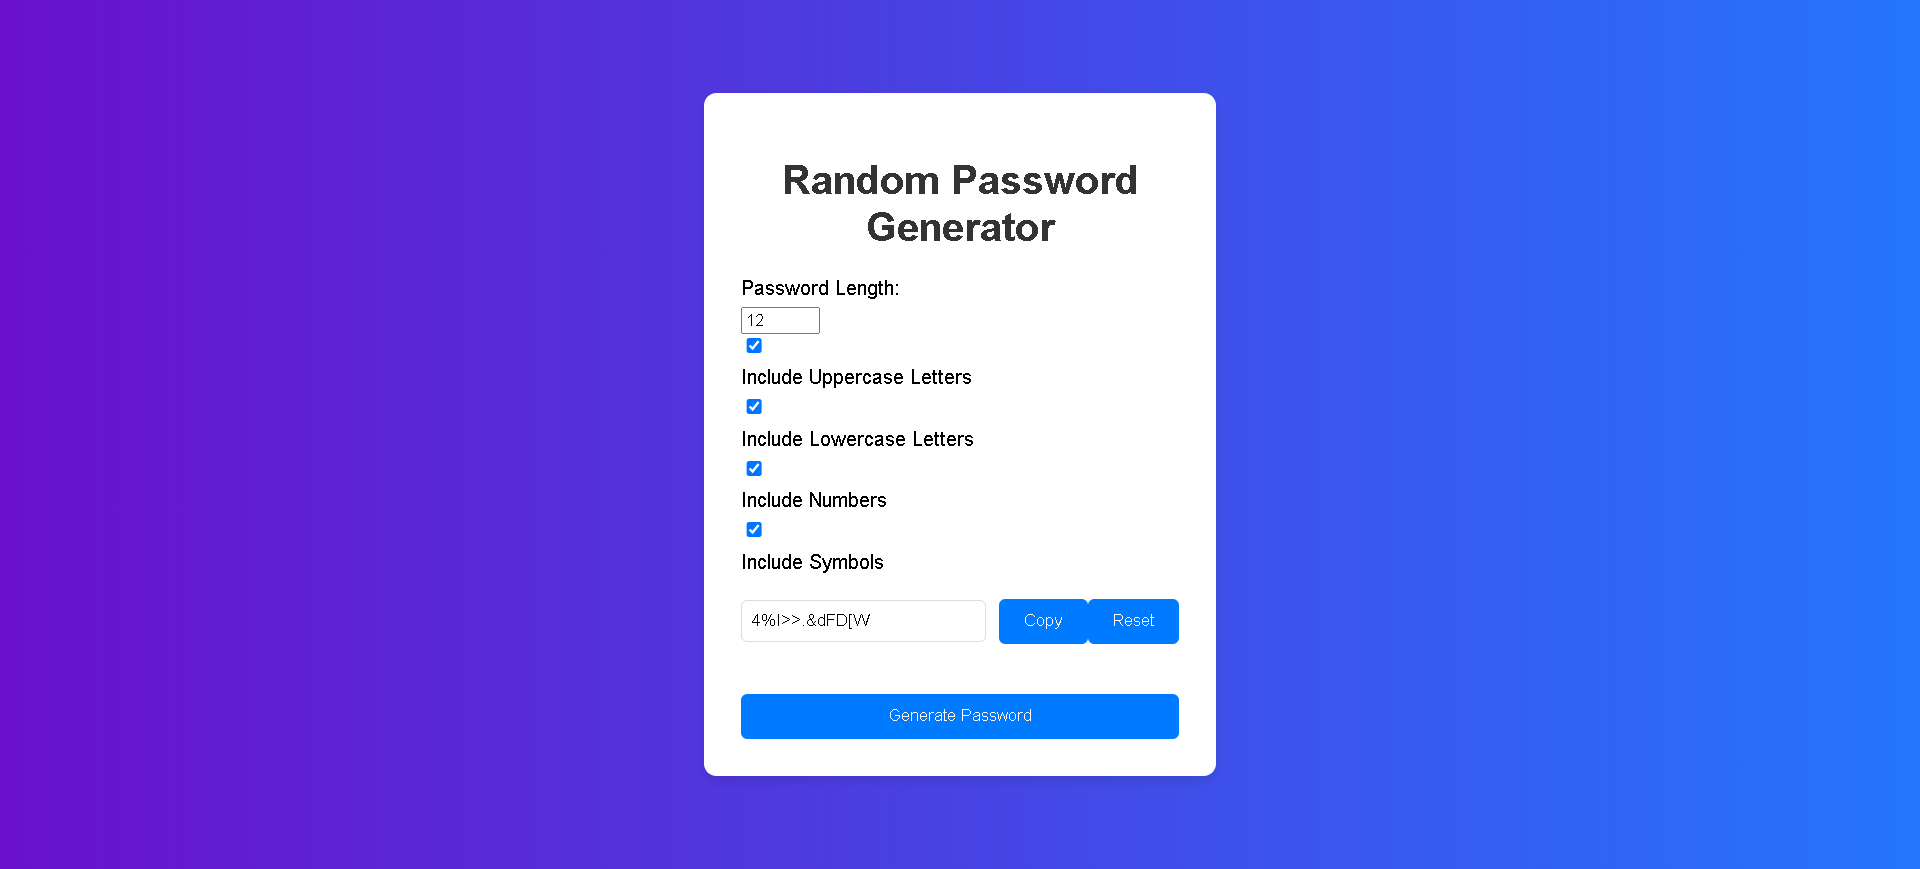 Random Password
Generator
Password Length:
12
Include Uppercase Letters
Include Lowercase Letters
Include Numbers
Include Symbols
4%I>>.&dFD[W
Copy
Reset
Generate Password